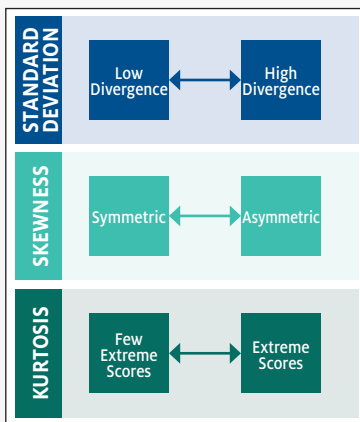 STANDARD
DEVIATION
Low
Divergence
High
Divergence
SKEWNESS
Symmetric
Asymmetric
KURTOSIS
Few
Extreme
Scores
Extreme
Scores